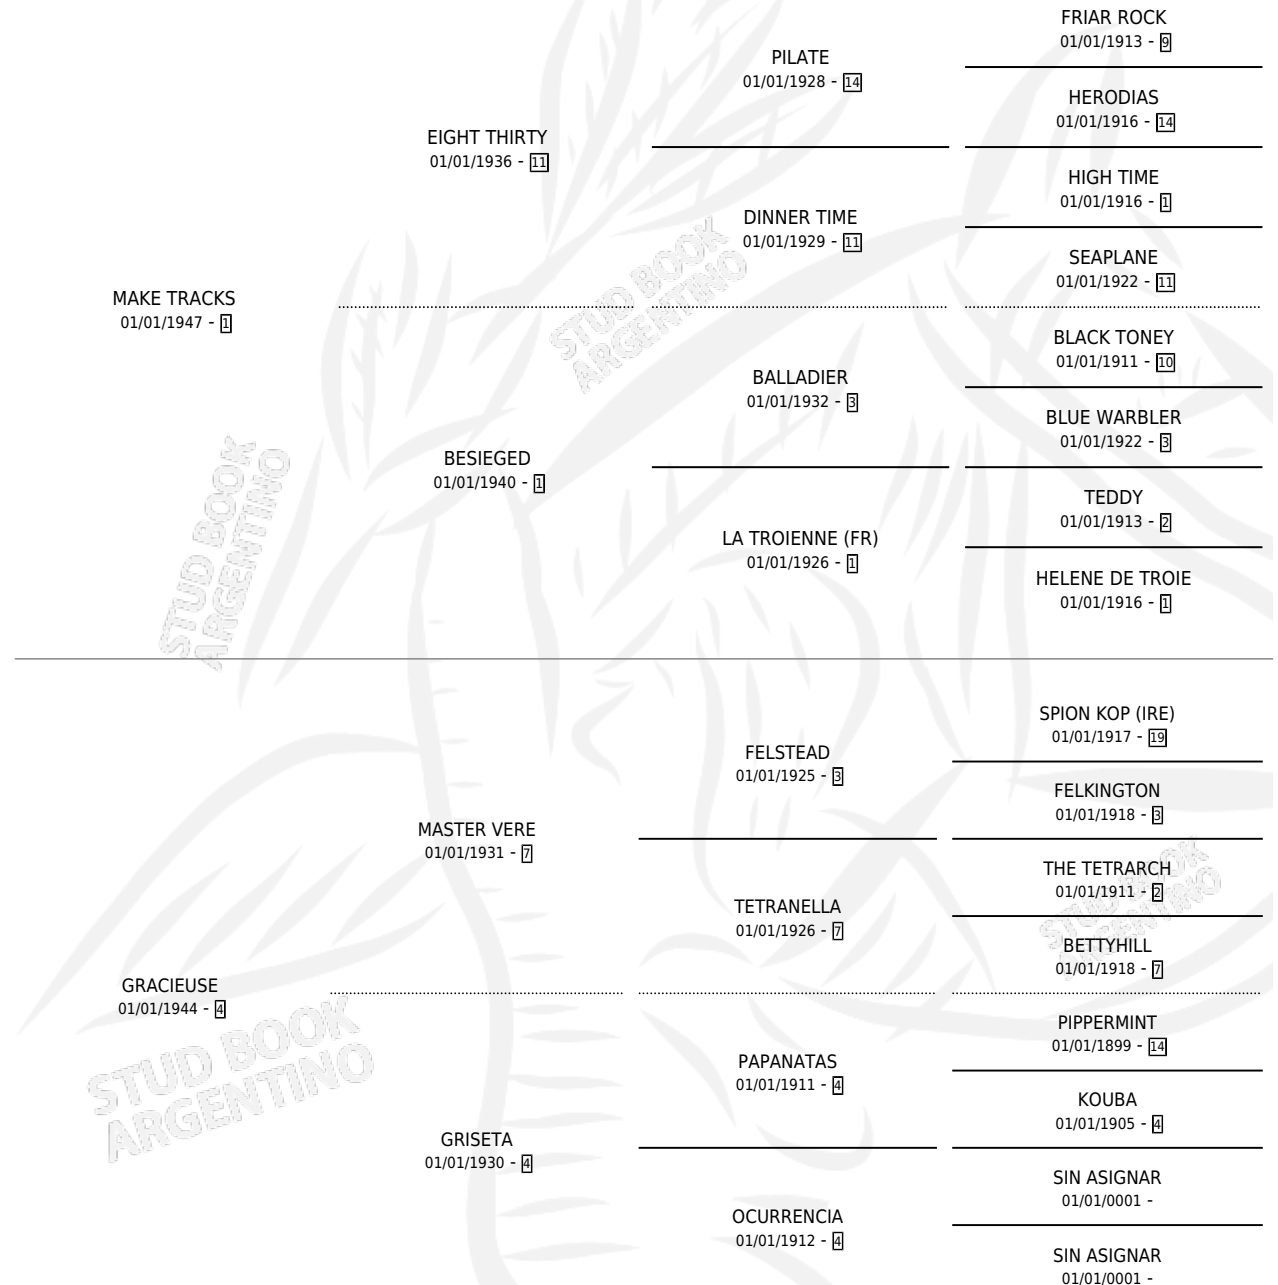 FRIAR ROCK
01/01/1913 - 9
PILATE
01/01/1928 - 14
HERODIAS
01/01/1916 - 14
EIGHT THIRTY
01/01/1936 - 11
HIGH TIME
01/01/1916 - 1
DINNER TIME
01/01/1929 - 11
SEAPLANE
01/01/1922 - 11
MAKE TRACKS
01/01/1947 - 1
BLACK TONEY
01/01/1911 - 10
BALLADIER
01/01/1932 - 3
BLUE WARBLER
01/01/1922 - 3
BESIEGED
01/01/1940 - 1
TEDDY
01/01/1913 - 2
LA TROIENNE (FR)
01/01/1926 - 1
HELENE DE TROIE
01/01/1916 - 1
SPION KOP (IRE)
01/01/1917 - 19
FELSTEAD
01/01/1925 - 3
FELKINGTON
01/01/1918 - 3
MASTER VERE
01/01/1931 - 7
THE TETRARCH
01/01/1911 - 2
TETRANELLA
01/01/1926 - 7
BETTYHILL
01/01/1918 - 7
GRACIEUSE
01/01/1944 - 4
PIPPERMINT
01/01/1899 - 14
PAPANATAS
01/01/1911 - 4
KOUBA
01/01/1905 - 4
GRISETA
01/01/1930 - 4
SIN ASIGNAR
01/01/0001 -
OCURRENCIA
01/01/1912 - 4
SIN ASIGNAR
01/01/0001 -
STUD BOOK
ARGENTINO
STUD BOOK
ARGENTINO
STUD BOOK
ARGENTINO
STUD BOOK
ARGENTINO